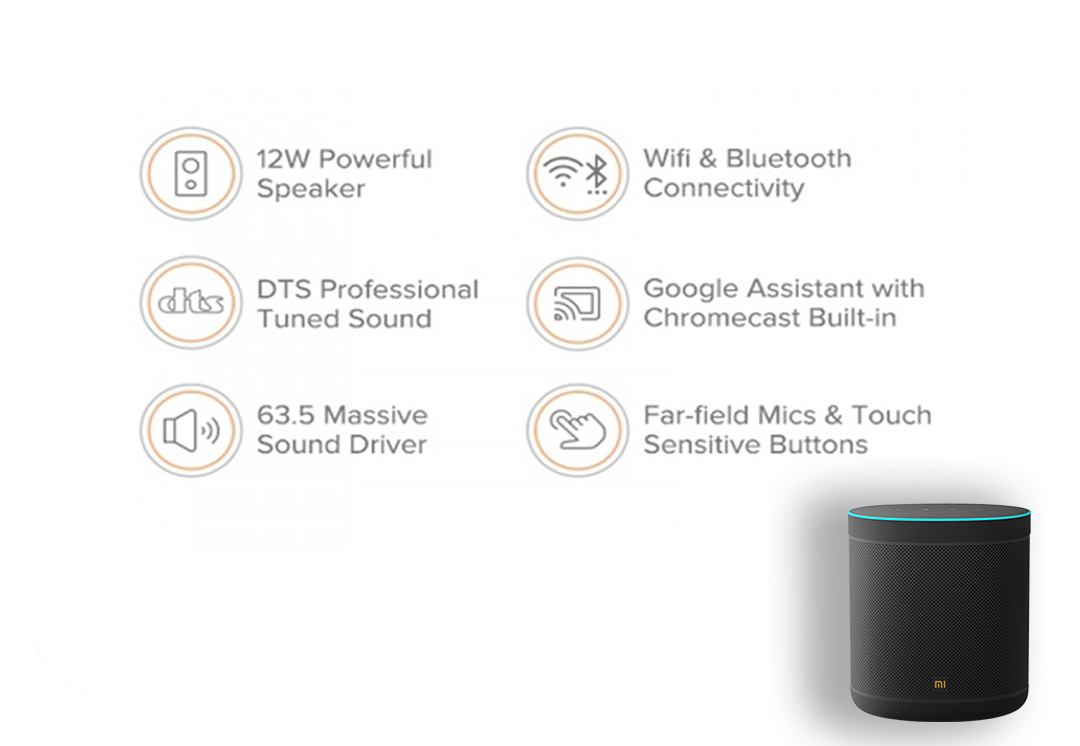 12W Powerful
Speaker
Wifi & Bluetooth
Connectivity
dts
DTS Professional
Tuned Sound
Google Assistant with
Chromecast Built-in
63.5 Massive
Sound Driver
Far-field Mics & Touch
Sensitive Buttons
mi